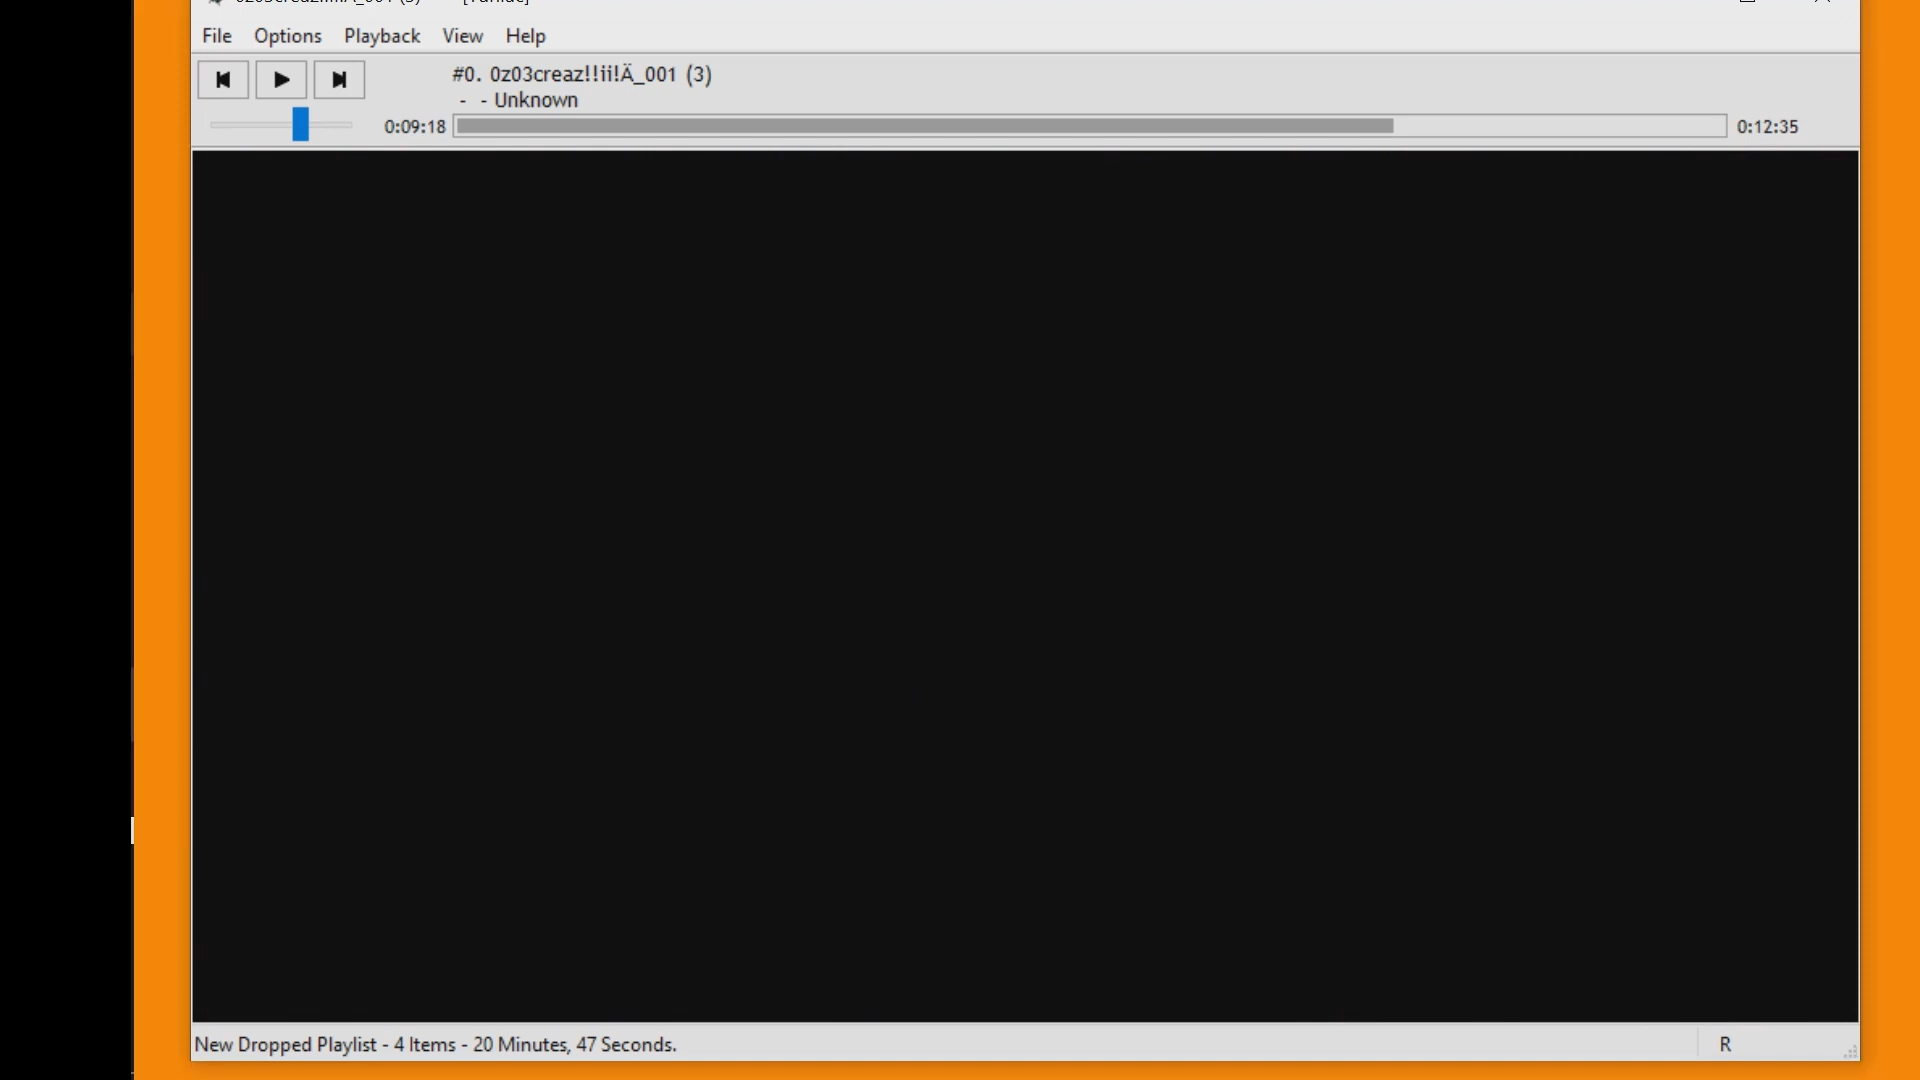 File Options Playback View Help
#0. 0z03creaz!!ii!Ä_001 (3)
- - Unknown
0:09:18
0:12:35
New Dropped Playlist - 4 Items - 20 Minutes, 47 Seconds.
R